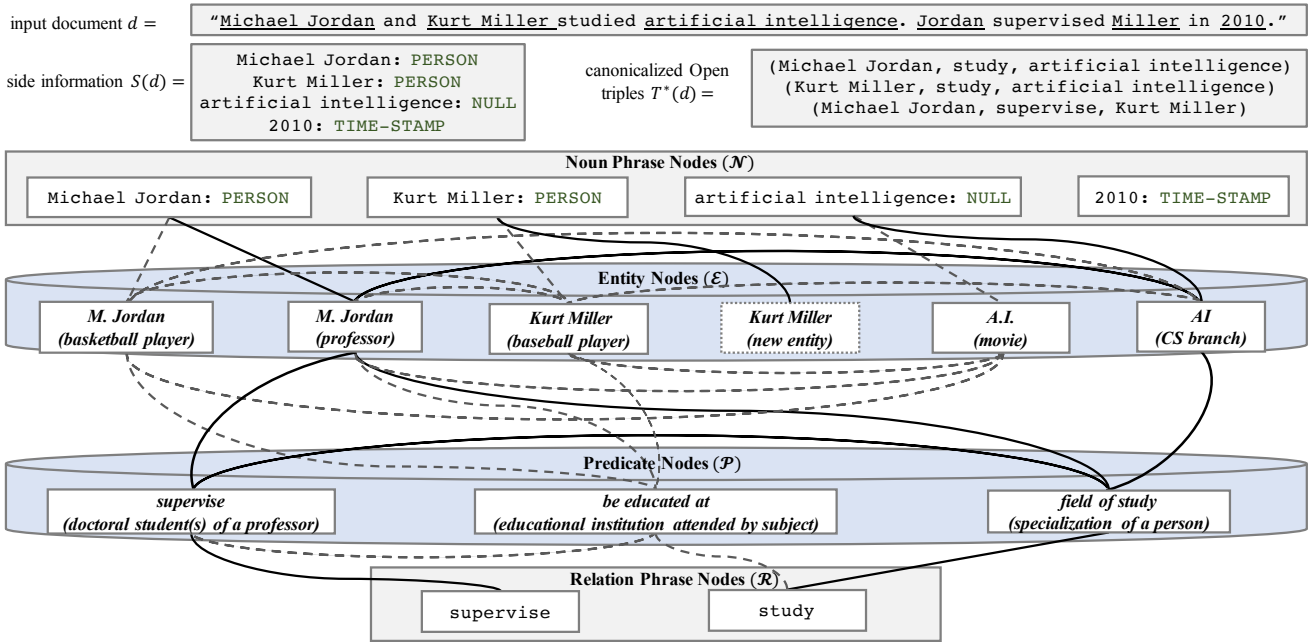 input document d = “Michael Jordan and Kurt Miller studied artificial intelligence. Jordan supervised Miller in 2010.”
side information S(d) =
Michael Jordan: PERSON
Kurt Miller: PERSON
artificial intelligence: NULL
2010: TIME-STAMP
canonicalized Open
triples T*(d) =
(Michael Jordan, study, artificial intelligence)
(Kurt Miller, study, artificial intelligence)
(Michael Jordan, supervise, Kurt Miller)
Noun Phrase Nodes (𝒩)
Michael Jordan: PERSON
Kurt Miller: PERSON
artificial intelligence: NULL
2010: TIME-STAMP
Entity Nodes (ℰ)
M. Jordan
(basketball player)
M. Jordan
(professor)
Kurt Miller
(baseball player)
Kurt Miller
(new entity)
A.I.
(movie)
AI
(CS branch)
Predicate Nodes (𝒫)
supervise
(doctoral student(s) of a professor)
be educated at
(educational institution attended by subject)
field of study
(specialization of a person)
Relation Phrase Nodes (ℛ)
supervise
study